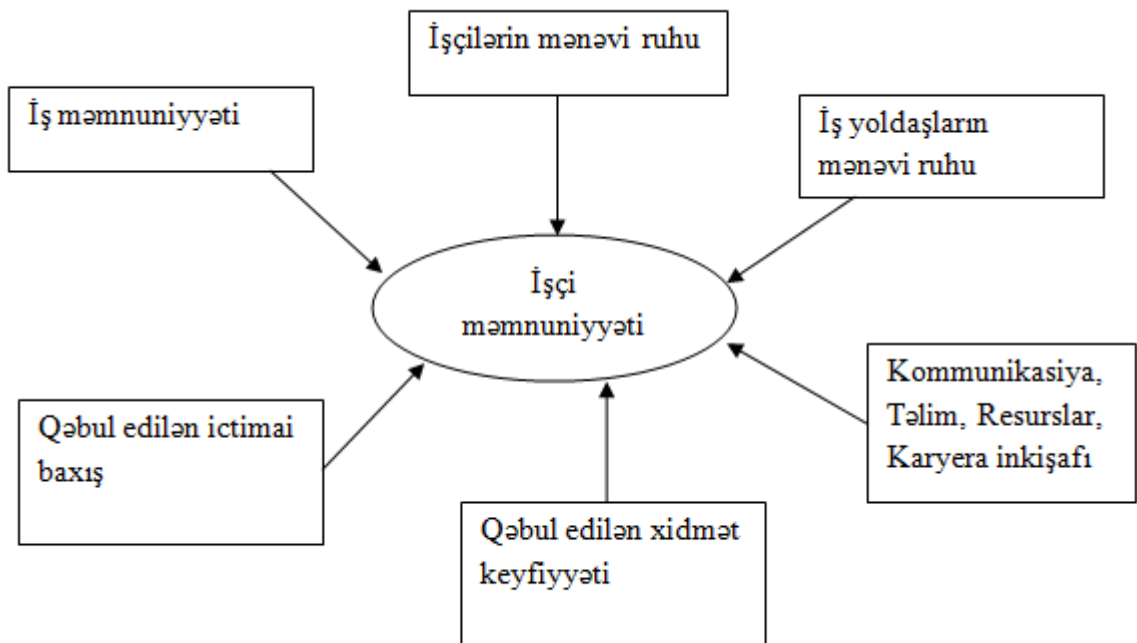 İşçilərin mənəvi ruhu
İş məmnuniyyəti
İş yoldaşların
mənəvi ruhu
İşçi
məmnuniyyəti
Kommunikasiya,
Təlim, Resurslar,
Karyera inkişafı
Qəbul edilən ictimai
baxış
Qəbul edilən xidmət
keyfiyyəti